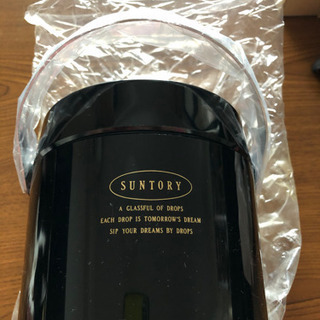 SUNTORY
A GLASSFUL OF DROPS
EACH DROP IS TOMORROW'S DREAM
SIP YOUR DREAMS BY DROPS